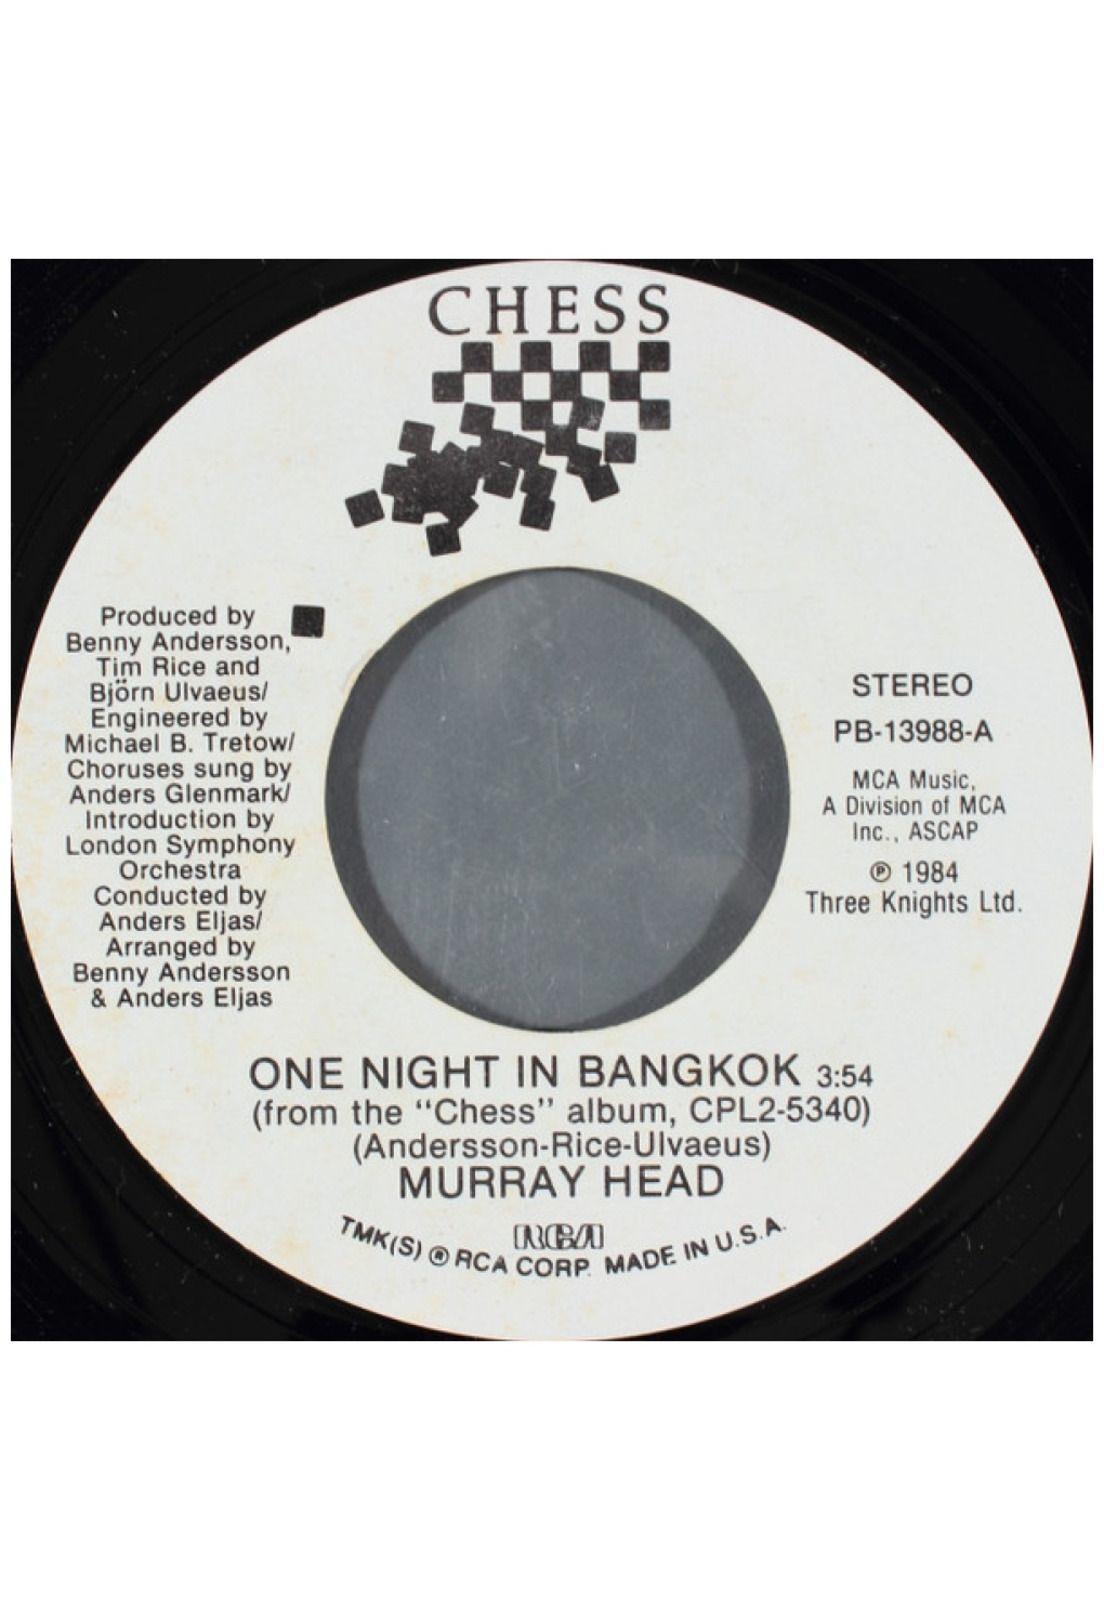 CHESS
Produced by
Benny Andersson,
Tim Rice and
Björn Ulvaeus/
Engineered by
Michael B. Tretow/
Choruses sung by
Anders Glenmark/
Introduction by
London Symphony
Orchestra
Conducted by
Anders Eljas/
Arranged by
Benny Andersson
& Anders Eljas
STEREO
PB-13988-A
MCA Music,
A Division of MCA
Inc., ASCAP
℗ 1984
Three Knights Ltd.
ONE NIGHT IN BANGKOK 3:54
(from the "Chess" album, CPL2-5340)
(Andersson-Rice-Ulvaeus)
MURRAY HEAD
RCA
TMK(S) ® RCA CORP. MADE IN U.S.A.